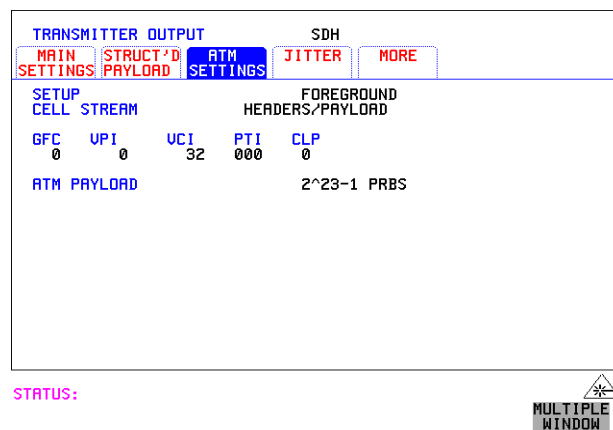 TRANSMITTER OUTPUT SDH
MAIN SETTINGS STRUCT'D PAYLOAD ATM SETTINGS JITTER MORE
SETUP FOREGROUND
CELL STREAM HEADERS/PAYLOAD
GFC VPI VCI PTI CLP
0 0 32 000 0
ATM PAYLOAD 2^23-1 PRBS
STATUS:
MULTIPLE
WINDOW